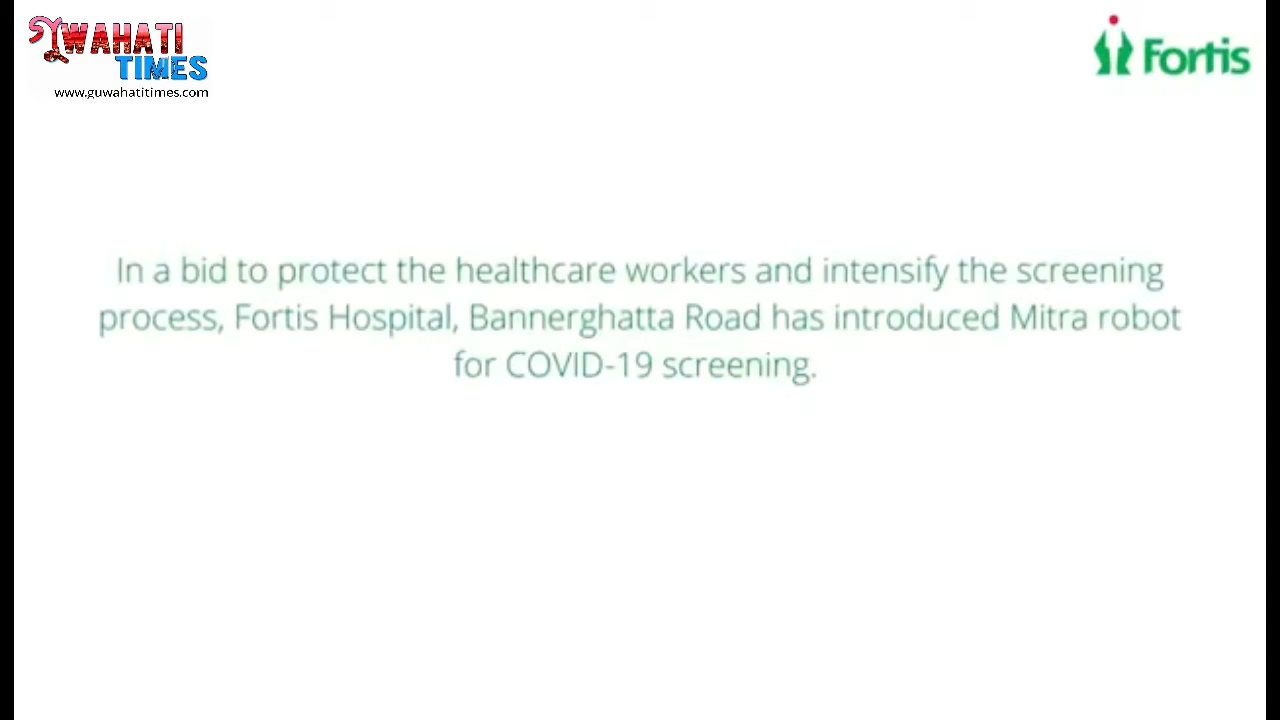 GUWAHATI
TIMES
www.guwahatitimes.com
Fortis
In a bid to protect the healthcare workers and intensify the screening
process, Fortis Hospital, Bannerghatta Road has introduced Mitra robot
for COVID-19 screening.